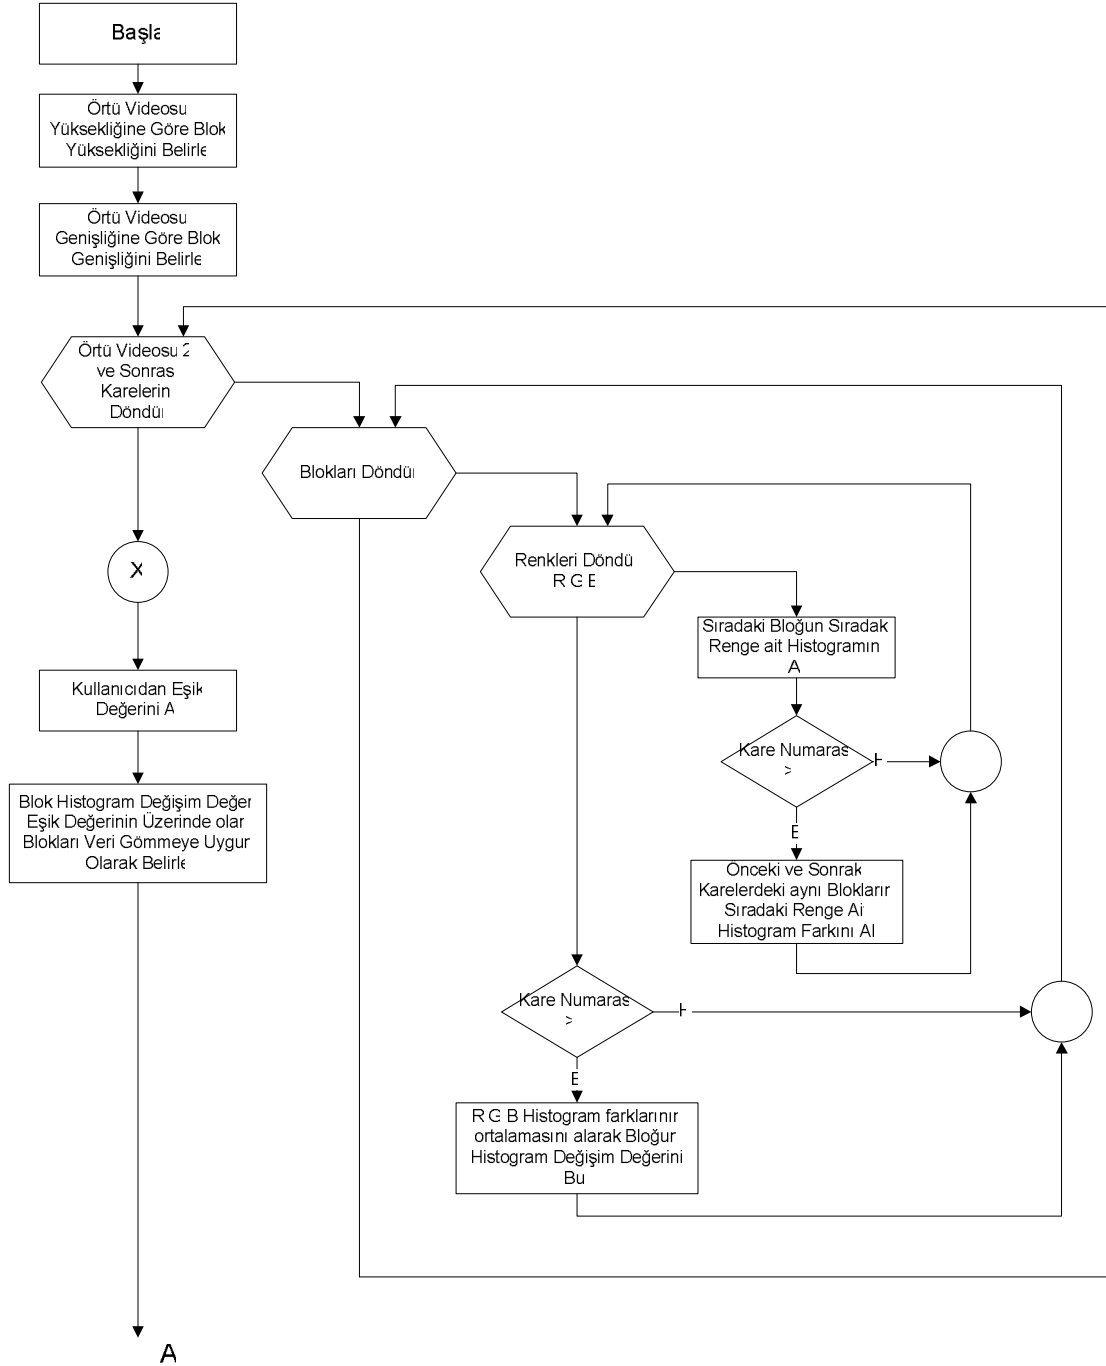 Başla
Örtü Videosu
Yüksekliğine Göre Blok
Yüksekliğini Belirle
Örtü Videosu
Genişliğine Göre Blok
Genişliğini Belirle
Örtü Videosu 2
ve Sonras
Karelerin
Döndür
Blokları Döndür
Renkleri Döndü
R G B
X
Sıradaki Bloğun Sıradak
Renge ait Histogramın
A
Kullanıcıdan Eşik
Değerini A
Kare Numaras
>
H
E
Blok Histogram Değişim Değer
Eşik Değerinin Üzerinde olan
Blokları Veri Gömmeye Uygun
Olarak Belirle
Önceki ve Sonrak
Karelerdeki aynı Blokların
Sıradaki Renge Ait
Histogram Farkını Al
Kare Numaras
>
H
E
R G B Histogram farklarının
ortalamasını alarak Bloğun
Histogram Değişim Değerini
Bu
A